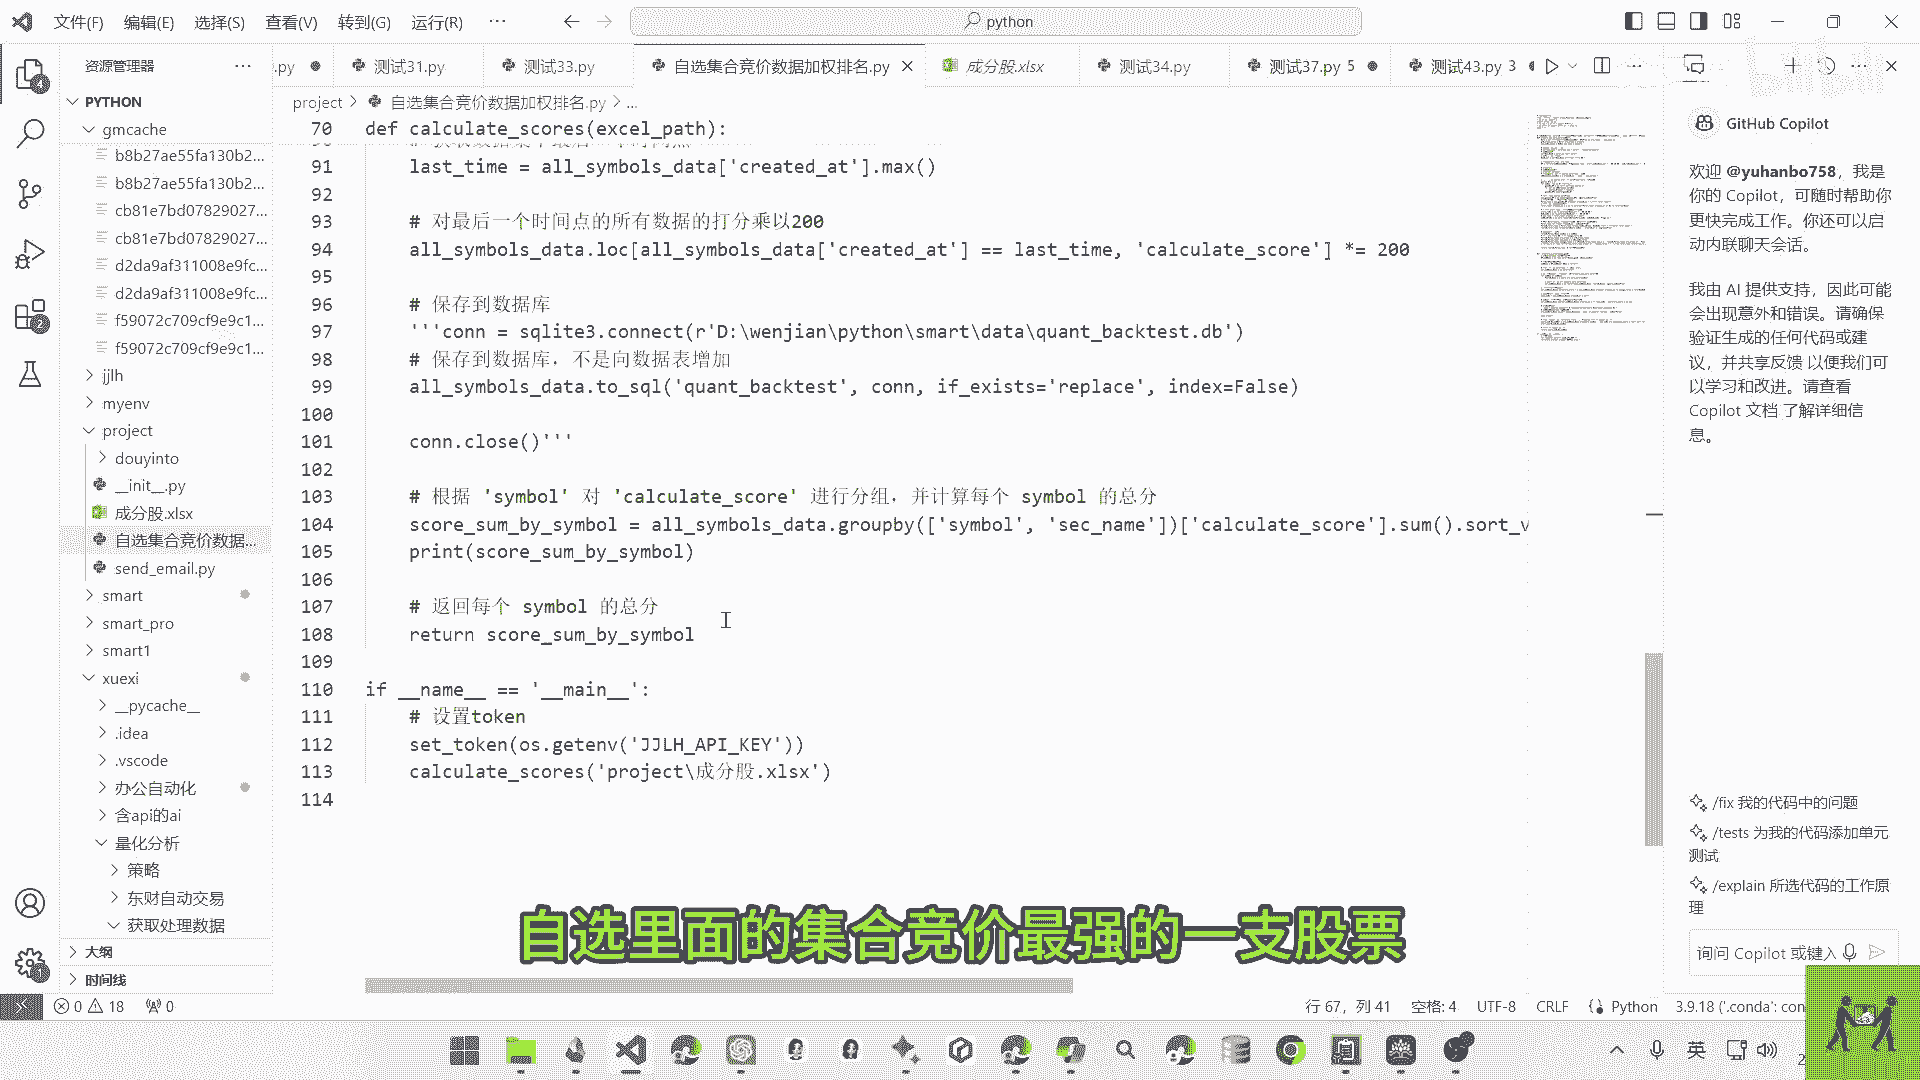 文件(F) 编辑(E) 选择(S) 查看(V) 转到(G) 运行(R) ··· python
资源管理器 ···
.py 测试31.py 测试33.py 自选集合竞价数据加权排名.py 成分股.xlsx 测试34.py 测试37.py 5 测试43.py 3
PYTHON
gmcache
b8b27ae55fa130b2...
b8b27ae55fa130b2...
cb81e7bd07829027...
cb81e7bd07829027...
d2da9af311008e9fc...
d2da9af311008e9fc...
f59072c709cf9e9c1...
f59072c709cf9e9c1...
jjlh
myenv
project
douyinto
__init__.py
成分股.xlsx
自选集合竞价数据...
send_email.py
smart
smart_pro
smart1
xuexi
__pycache__
.idea
.vscode
办公自动化
含api的ai
量化分析
策略
东财自动交易
获取处理数据
大纲
时间线
project > 自选集合竞价数据加权排名.py > ...
70 def calculate_scores(excel_path):
91 last_time = all_symbols_data['created_at'].max()
92
93 # 对最后一个时间点的所有数据的打分乘以200
94 all_symbols_data.loc[all_symbols_data['created_at'] == last_time, 'calculate_score'] *= 200
95
96 # 保存到数据库
97 '''conn = sqlite3.connect(r'D:\wenjian\python\smart\data\quant_backtest.db')
98 # 保存到数据库，不是向数据表增加
99 all_symbols_data.to_sql('quant_backtest', conn, if_exists='replace', index=False)
100
101 conn.close()'''
102
103 # 根据 'symbol' 对 'calculate_score' 进行分组，并计算每个 symbol 的总分
104 score_sum_by_symbol = all_symbols_data.groupby(['symbol', 'sec_name'])['calculate_score'].sum().sort_v
105 print(score_sum_by_symbol)
106
107 # 返回每个 symbol 的总分
108 return score_sum_by_symbol
109
110 if __name__ == '__main__':
111 # 设置token
112 set_token(os.getenv('JJLH_API_KEY'))
113 calculate_scores('project\成分股.xlsx')
114
GitHub Copilot
欢迎 @yuhanbo758，我是
你的 Copilot，可随时帮助你
更快完成工作。你还可以启
动内联聊天会话。
我由 AI 提供支持，因此可能
会出现意外和错误。请确保
验证生成的任何代码或建
议，并共享反馈 以便我们可
以学习和改进。请查看
Copilot 文档 了解详细信
息。
/fix 我的代码中的问题
/tests 为我的代码添加单元
测试
/explain 所选代码的工作原
理
询问 Copilot 或键入
自选里面的集合竞价最强的一支股票
0 18 0 行 67，列 41 空格: 4 UTF-8 CRLF Python 3.9.18 ('.conda': con
英